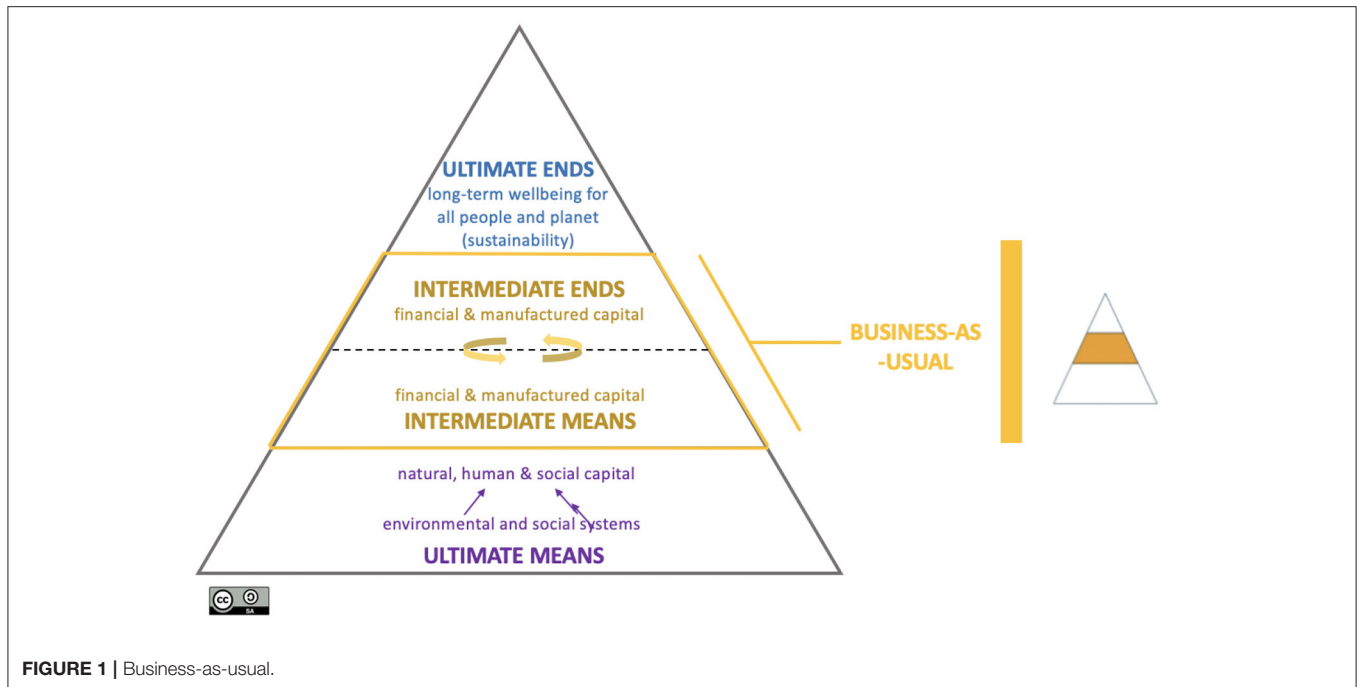 ULTIMATE ENDS
long-term wellbeing for
all people and planet
(sustainability)
INTERMEDIATE ENDS
financial & manufactured capital
financial & manufactured capital
INTERMEDIATE MEANS
BUSINESS-AS
-USUAL
natural, human & social capital
environmental and social systems
ULTIMATE MEANS
cc
SA
FIGURE 1 | Business-as-usual.